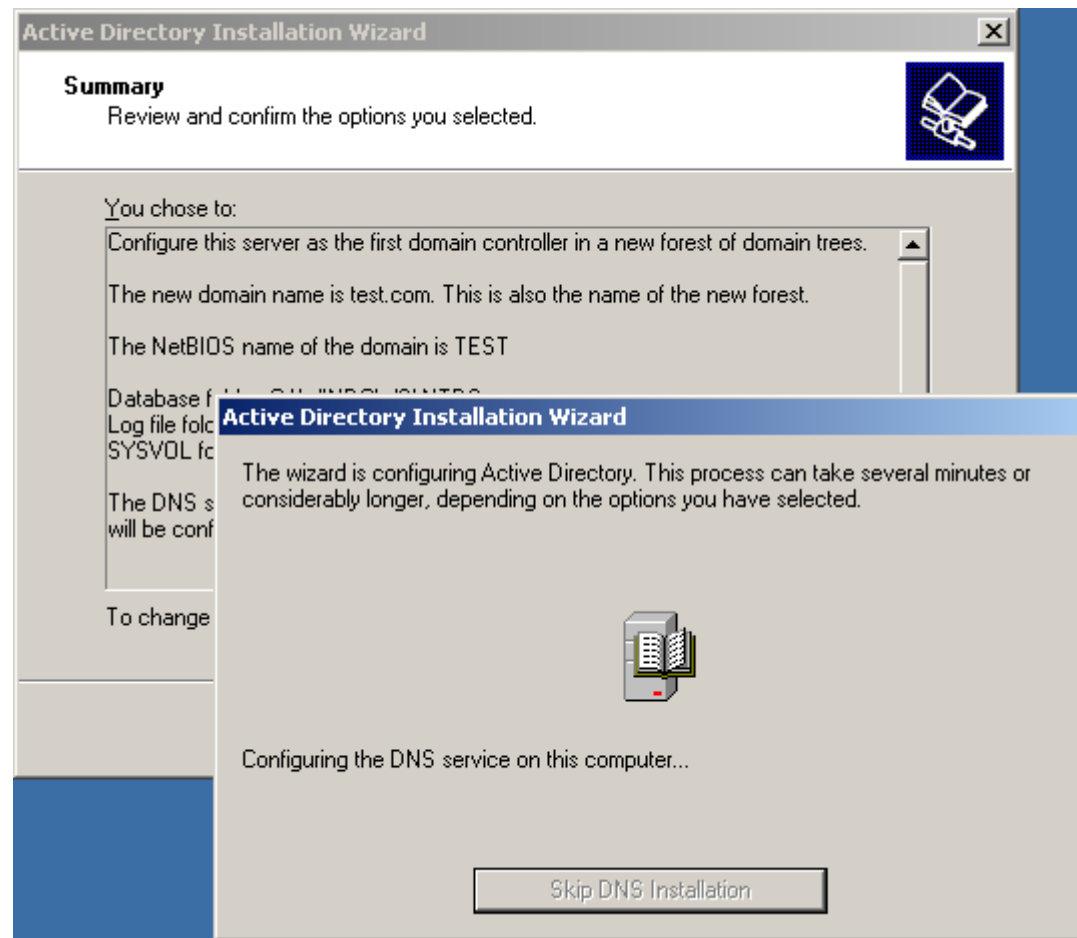 Active Directory Installation Wizard
Summary
Review and confirm the options you selected.
You chose to:
Configure this server as the first domain controller in a new forest of domain trees.
The new domain name is test.com. This is also the name of the new forest.
The NetBIOS name of the domain is TEST
Database
Log file
SYSVOL
The DNS
will be
To change
Active Directory Installation Wizard
The wizard is configuring Active Directory. This process can take several minutes or
considerably longer, depending on the options you have selected.
Configuring the DNS service on this computer...
Skip DNS Installation